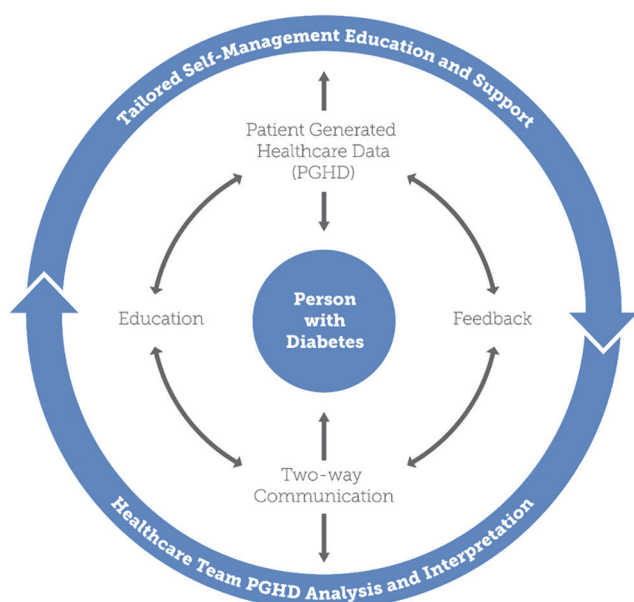 Tailored Self-Management Education and Support
Patient Generated
Healthcare Data
(PGHD)
Education
Person
with
Diabetes
Feedback
Two-way
Communication
Healthcare Team PGHD Analysis and Interpretation